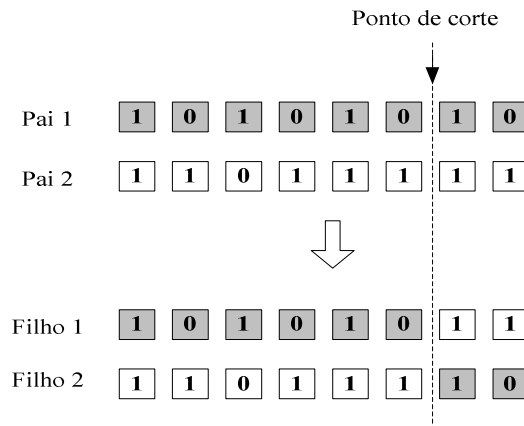 Ponto de corte
Pai 1 1 0 1 0 1 0 1 0
Pai 2 1 1 0 1 1 1 1 1
Filho 1 1 0 1 0 1 0 1 1
Filho 2 1 1 0 1 1 1 1 0